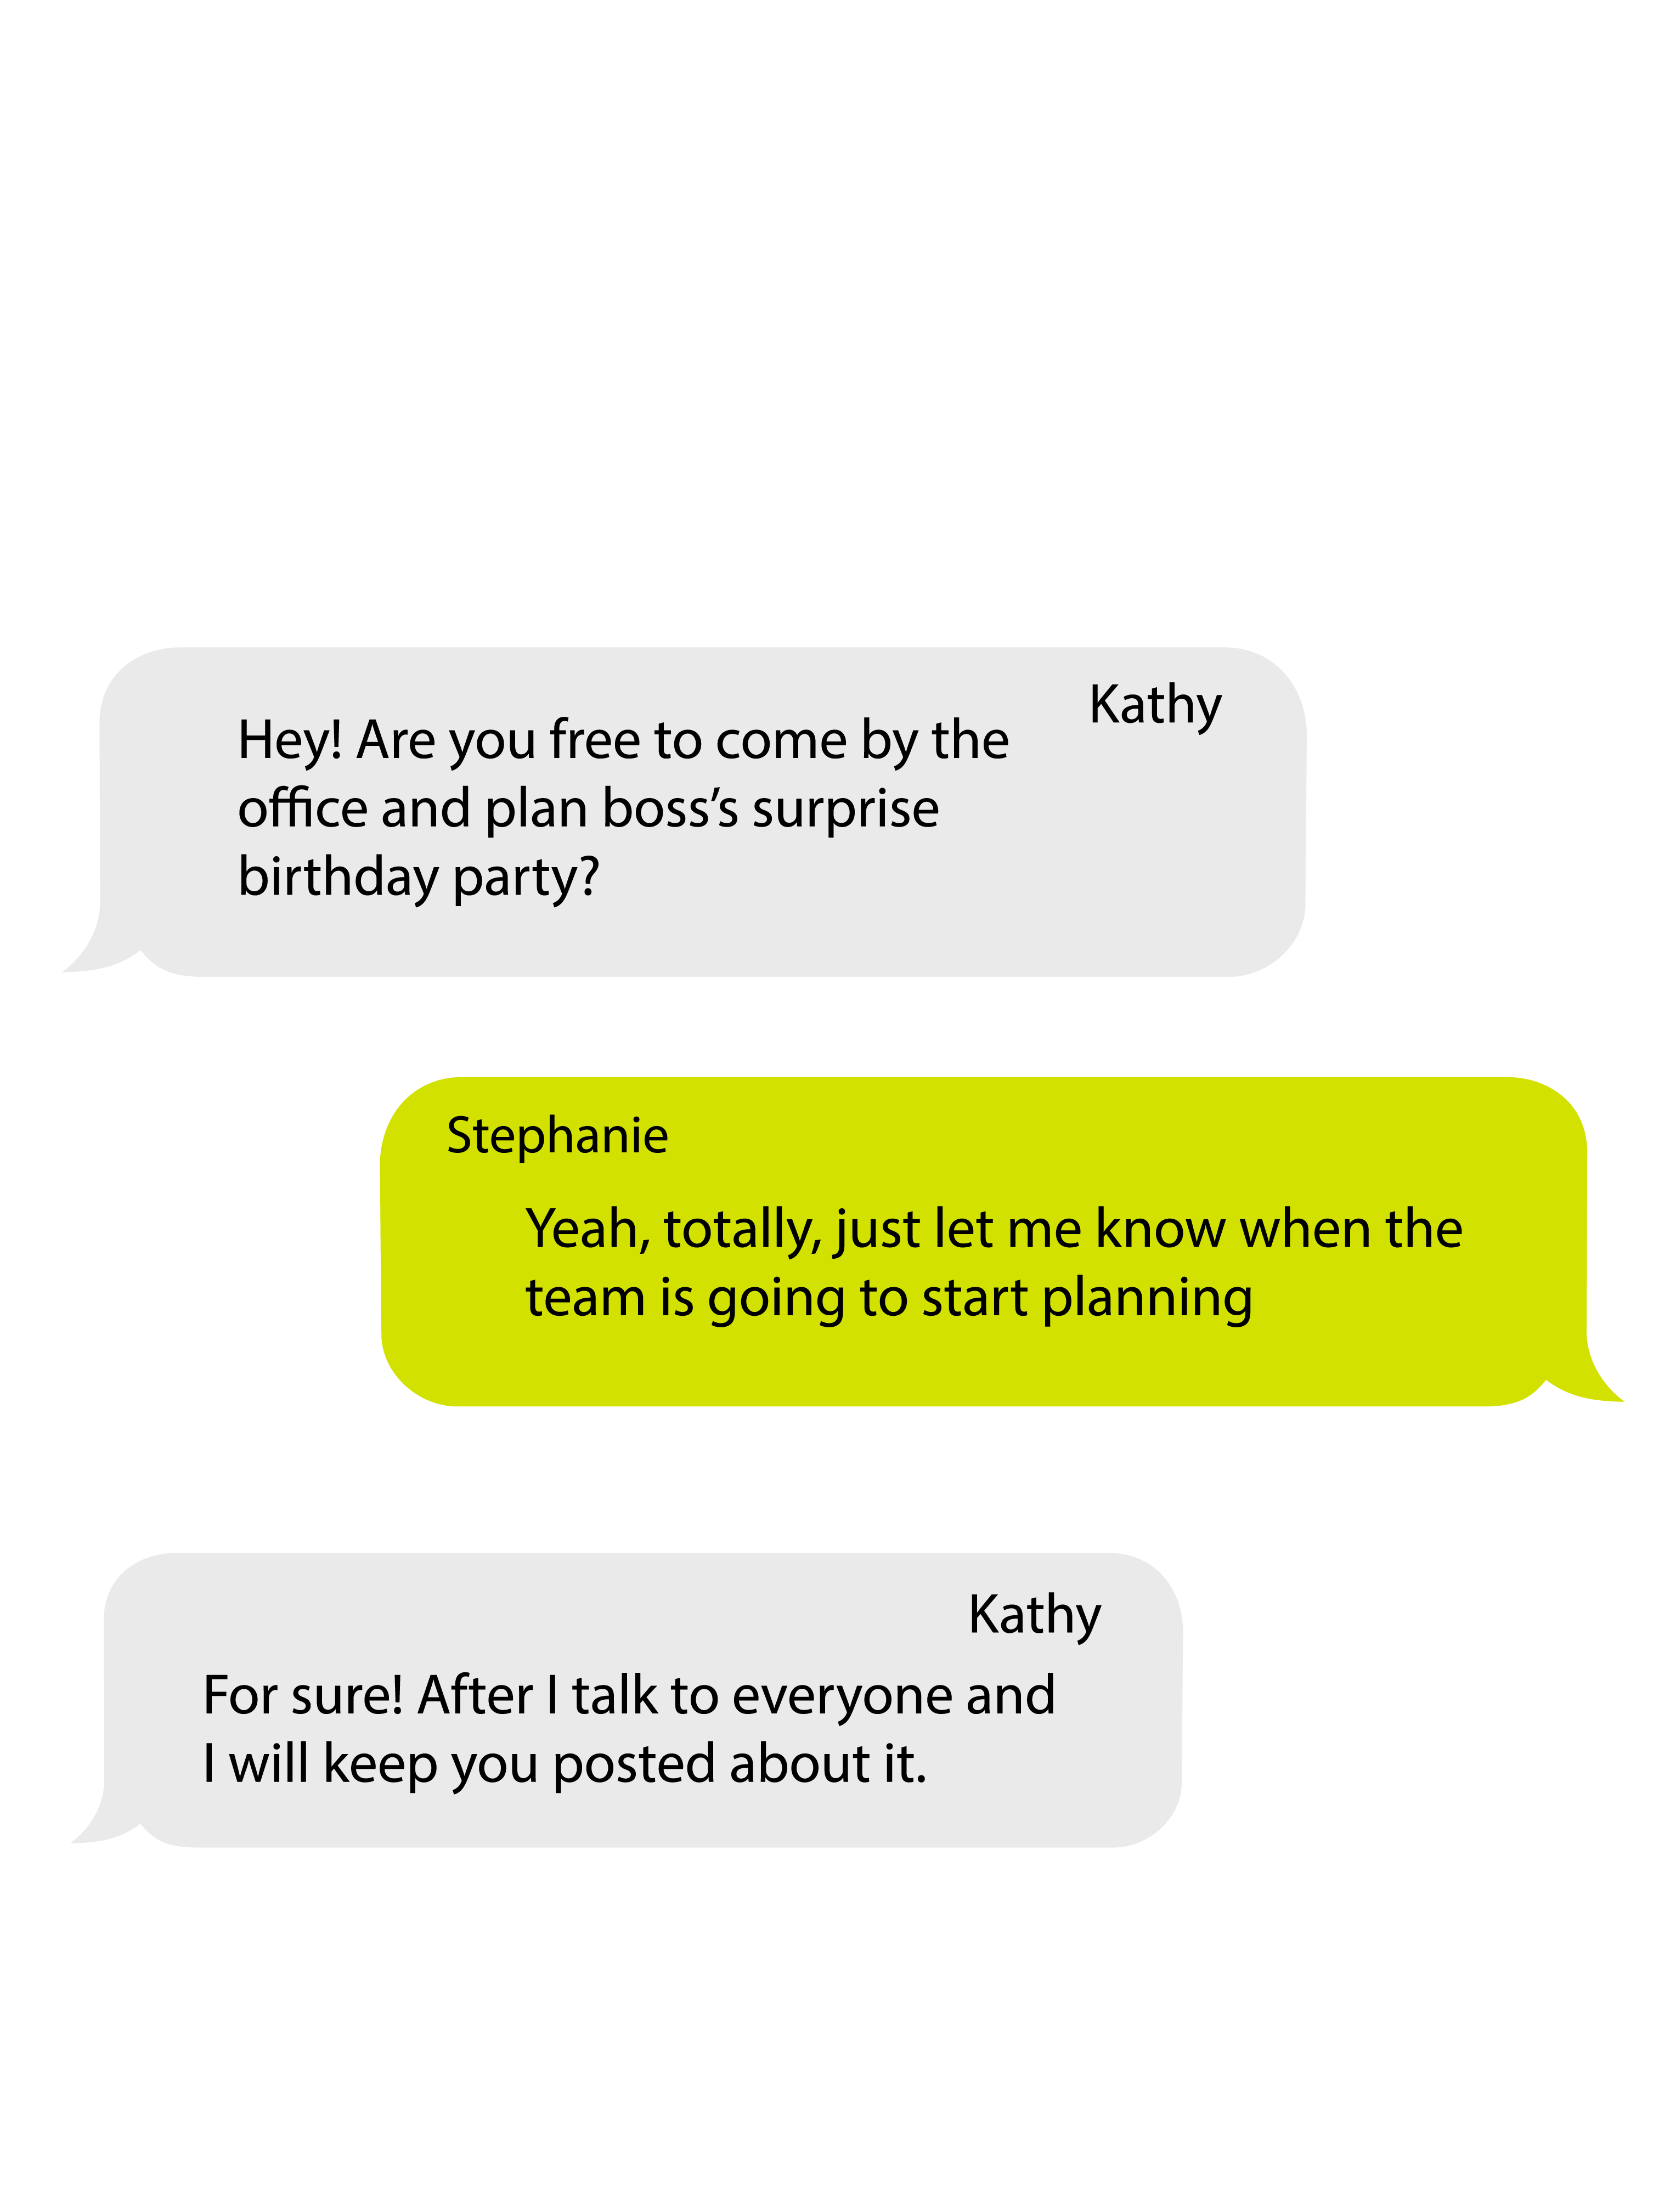 Kathy
Hey! Are you free to come by the
office and plan boss’s surprise
birthday party?
Stephanie
Yeah, totally, just let me know when the
team is going to start planning
Kathy
For sure! After I talk to everyone and
I will keep you posted about it.